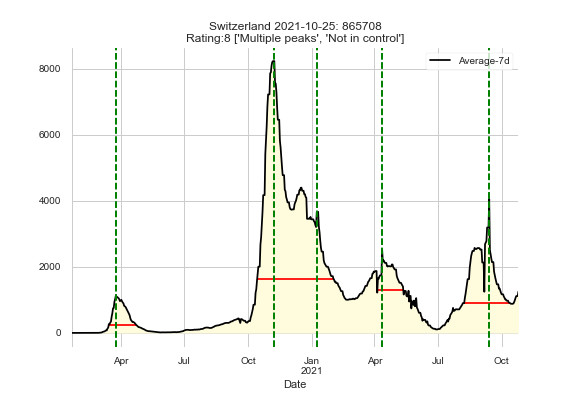 Switzerland 2021-10-25: 865708
Rating:8 ['Multiple peaks', 'Not in control']
Average-7d
8000
6000
4000
2000
0
Apr Jul Oct Jan Apr Jul Oct
2021
Date